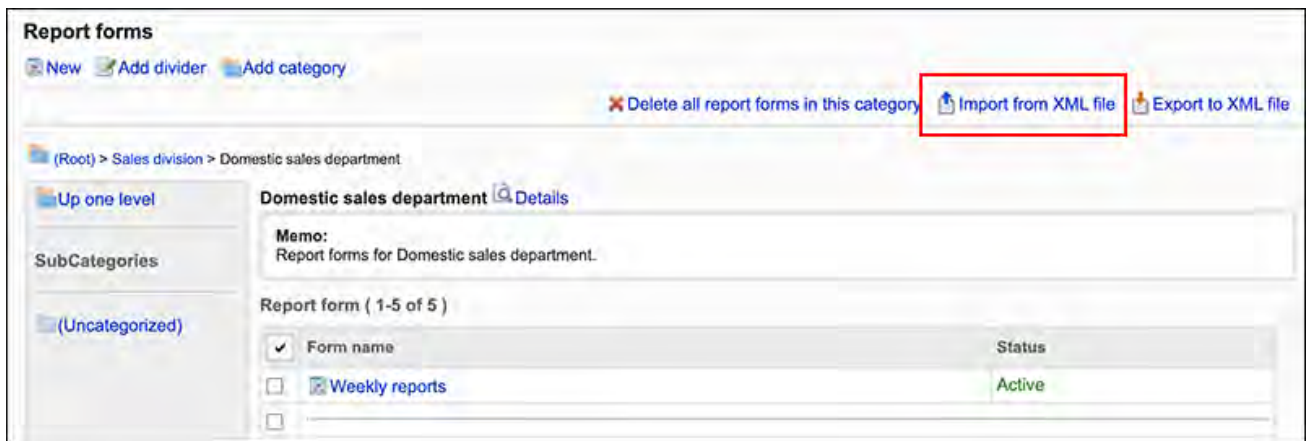 Report forms
New Add divider Add category
Delete all report forms in this category Import from XML file Export to XML file
(Root) > Sales division > Domestic sales department
Up one level
SubCategories
(Uncategorized)
Domestic sales department Details
Memo:
Report forms for Domestic sales department.
Report form ( 1-5 of 5 )
Form name Status
Weekly reports Active